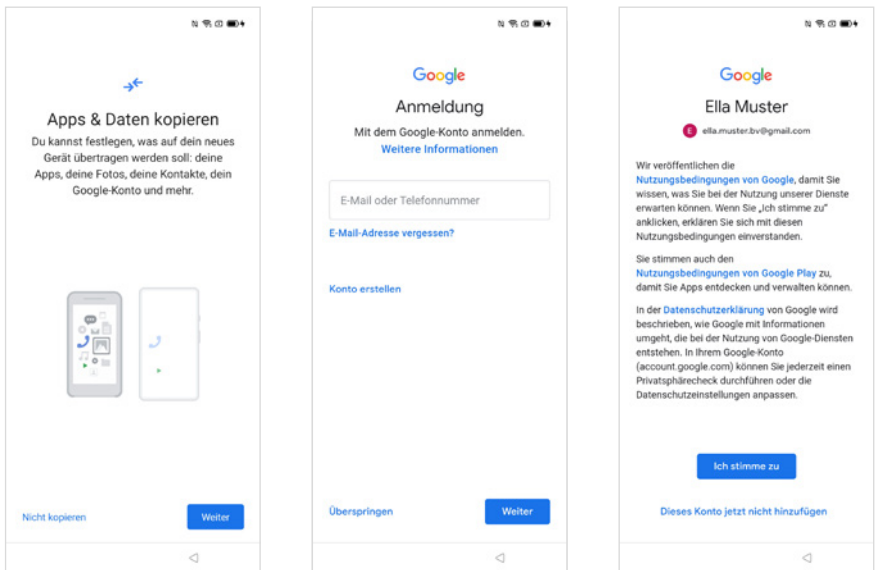 Apps & Daten kopieren
Du kannst festlegen, was auf dein neues
Gerät übertragen werden soll: deine
Apps, deine Fotos, deine Kontakte, dein
Google-Konto und mehr.
Nicht kopieren
Weiter
Google
Anmeldung
Mit dem Google-Konto anmelden.
Weitere Informationen
E-Mail oder Telefonnummer
E-Mail-Adresse vergessen?
Konto erstellen
Überspringen
Weiter
Google
Ella Muster
E ella.muster.bv@gmail.com
Wir veröffentlichen die
Nutzungsbedingungen von Google, damit Sie
wissen, was Sie bei der Nutzung unserer Dienste
erwarten können. Wenn Sie „Ich stimme zu“
anklicken, erklären Sie sich mit diesen
Nutzungsbedingungen einverstanden.
Sie stimmen auch den
Nutzungsbedingungen von Google Play zu,
damit Sie Apps entdecken und verwalten können.
In der Datenschutzerklärung von Google wird
beschrieben, wie Google mit Informationen
umgeht, die bei der Nutzung von Google-Diensten
entstehen. In Ihrem Google-Konto
(account.google.com) können Sie jederzeit einen
Privatsphärecheck durchführen oder die
Datenschutzeinstellungen anpassen.
Ich stimme zu
Dieses Konto jetzt nicht hinzufügen